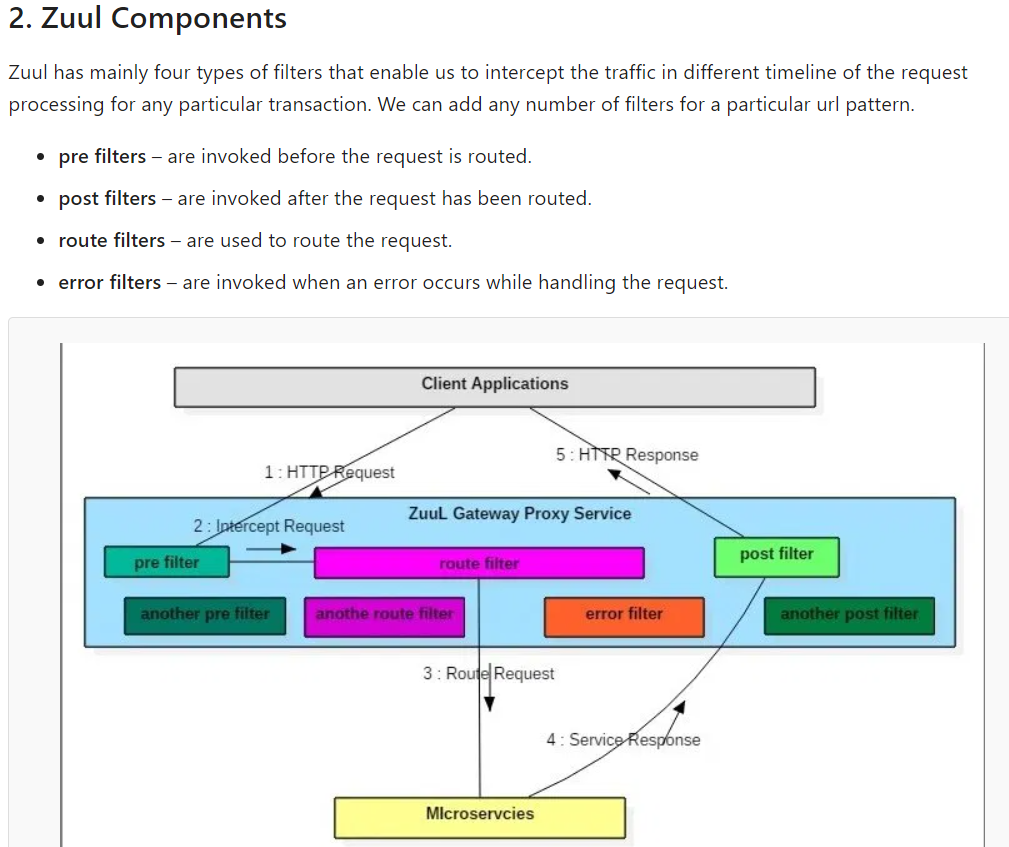 2. Zuul Components
Zuul has mainly four types of filters that enable us to intercept the traffic in different timeline of the request
processing for any particular transaction. We can add any number of filters for a particular url pattern.
• pre filters – are invoked before the request is routed.
• post filters – are invoked after the request has been routed.
• route filters – are used to route the request.
• error filters – are invoked when an error occurs while handling the request.
Client Applications
5 : HTTP Response
1 : HTTP Request
ZuuL Gateway Proxy Service
2 : Intercept Request
pre filter
route filter
post filter
another pre filter
anothe route filter
error filter
another post filter
3 : Route Request
4 : Service Response
MIcroservcies